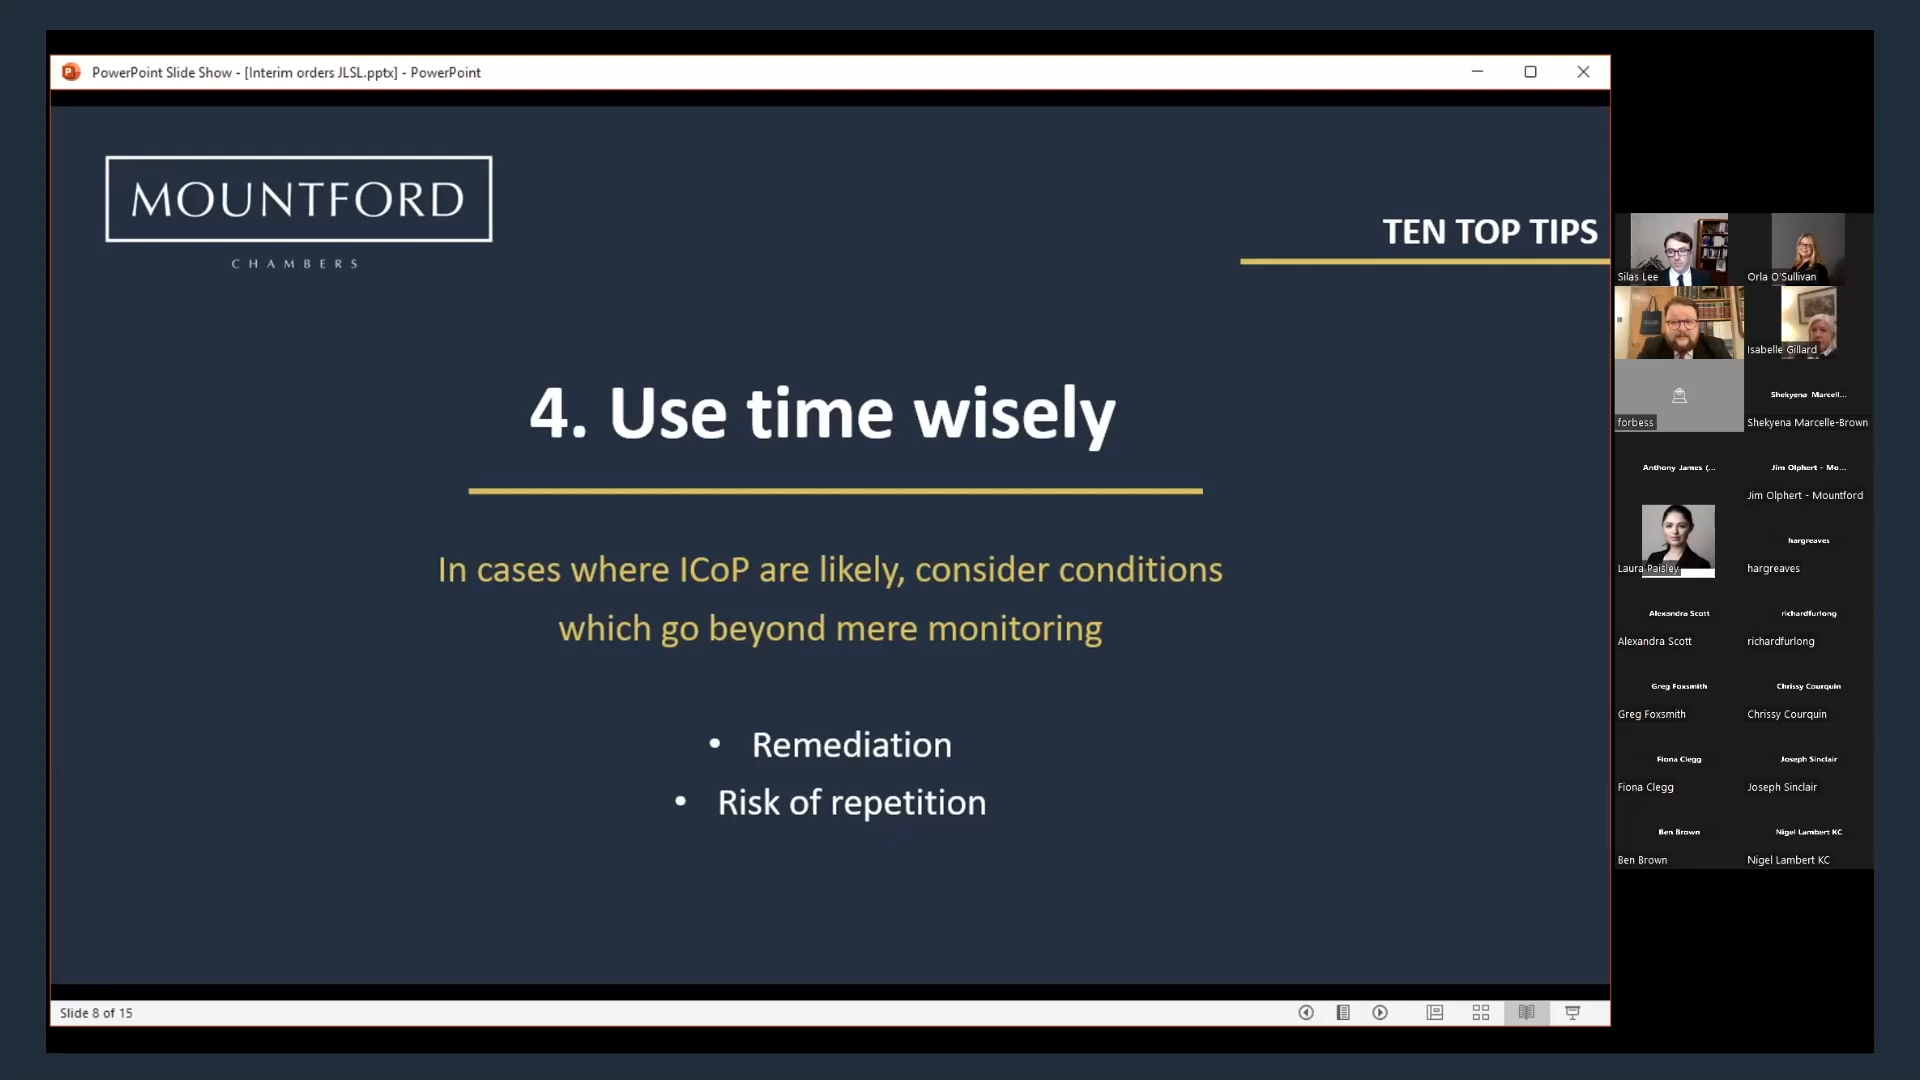 PowerPoint Slide Show - [Interim orders JLSL.pptx] - PowerPoint
MOUNTFORD
CHAMBERS
TEN TOP TIPS
4. Use time wisely
In cases where ICoP are likely, consider conditions
which go beyond mere monitoring
• Remediation
• Risk of repetition
Slide 8 of 15
Silas Lee
Orla O'Sullivan
Isabelle Gillard
forbess
Shekyena Marcell...
Shekyena Marcelle-Brown
Anthony James (...
Jim Olphert - Mo...
Jim Olphert - Mountford
Laura Paisley
hargreaves
hargreaves
Alexandra Scott
Alexandra Scott
richardfurlong
richardfurlong
Greg Foxsmith
Greg Foxsmith
Chrissy Courquin
Chrissy Courquin
Fiona Clegg
Fiona Clegg
Joseph Sinclair
Joseph Sinclair
Ben Brown
Ben Brown
Nigel Lambert KC
Nigel Lambert KC